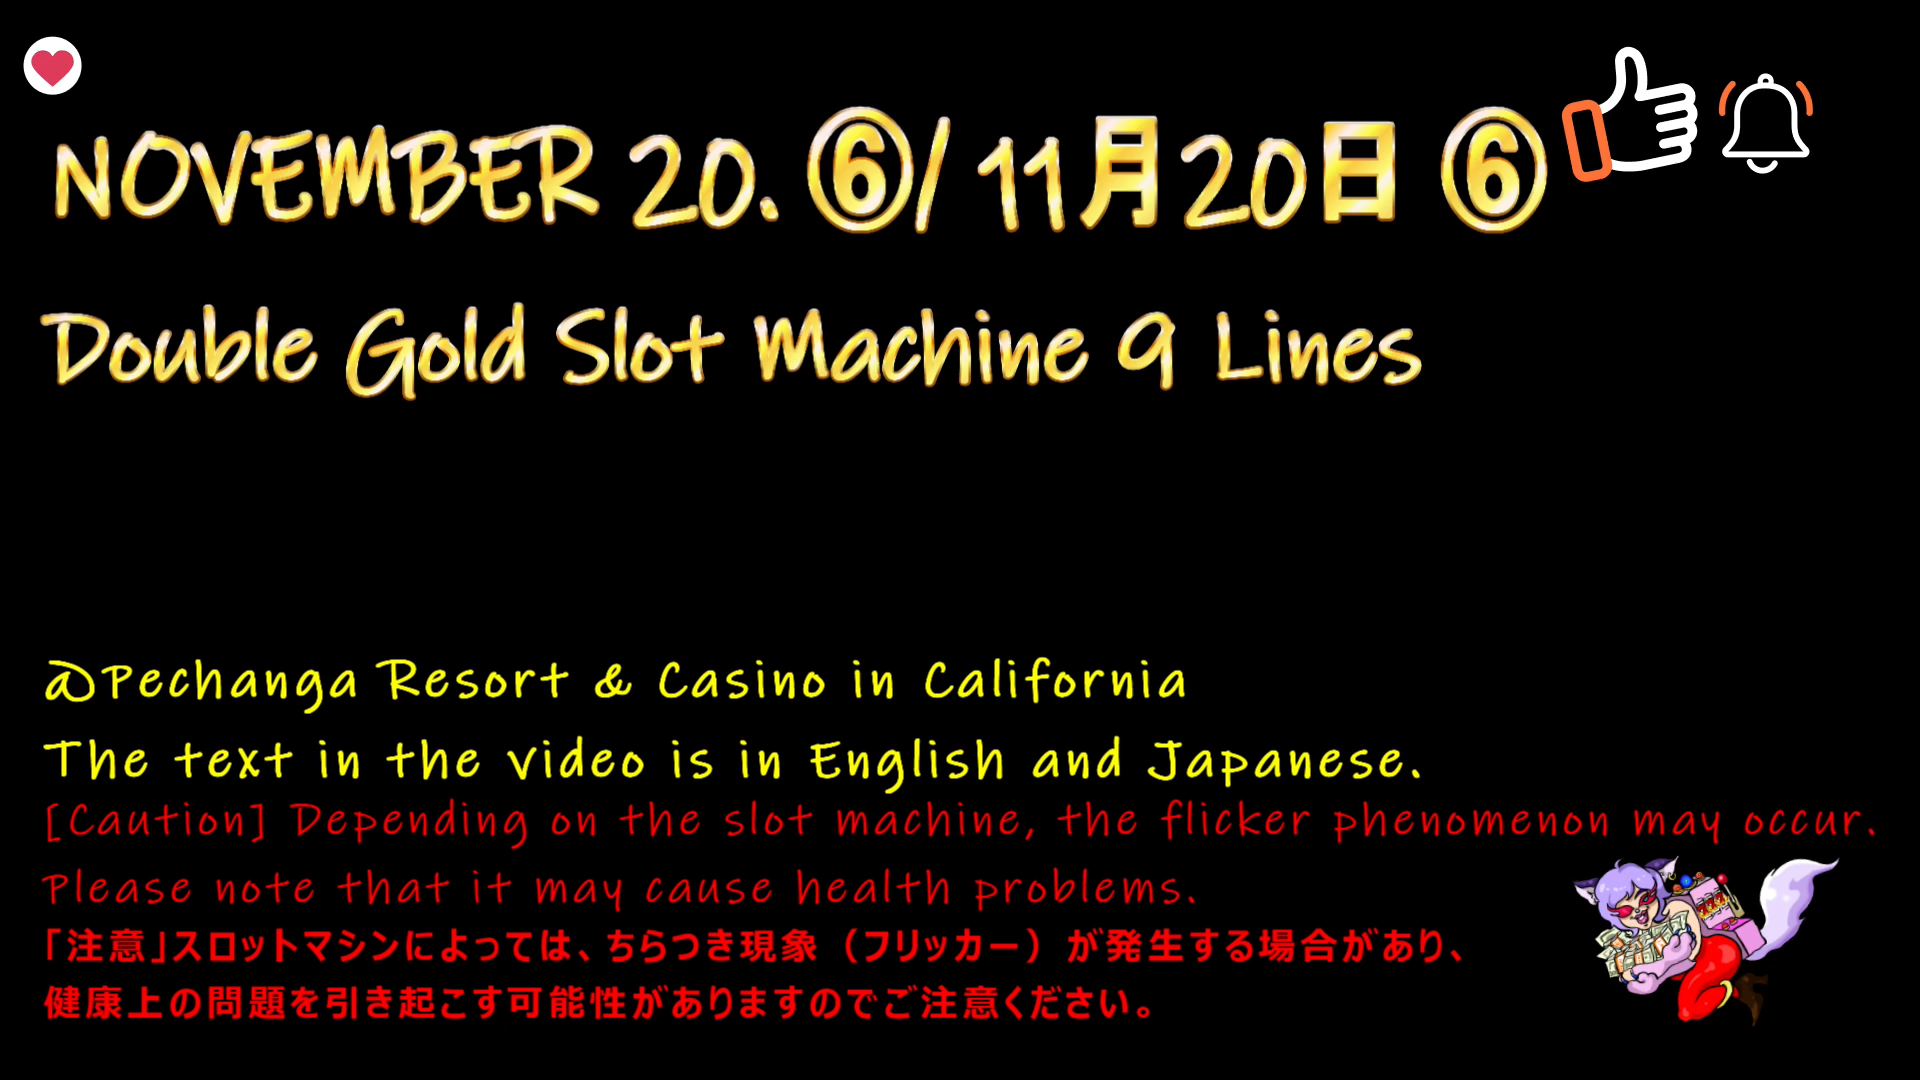 NOVEMBER 20. ⑥/ 11月20日 ⑥
Double Gold Slot Machine 9 Lines
@Pechanga Resort & Casino in California
The text in the video is in English and Japanese.
[Caution] Depending on the slot machine, the flicker phenomenon may occur.
Please note that it may cause health problems.
「注意」スロットマシンによっては、ちらつき現象（フリッカー）が発生する場合があり、
健康上の問題を引き起こす可能性がありますのでご注意ください。
777